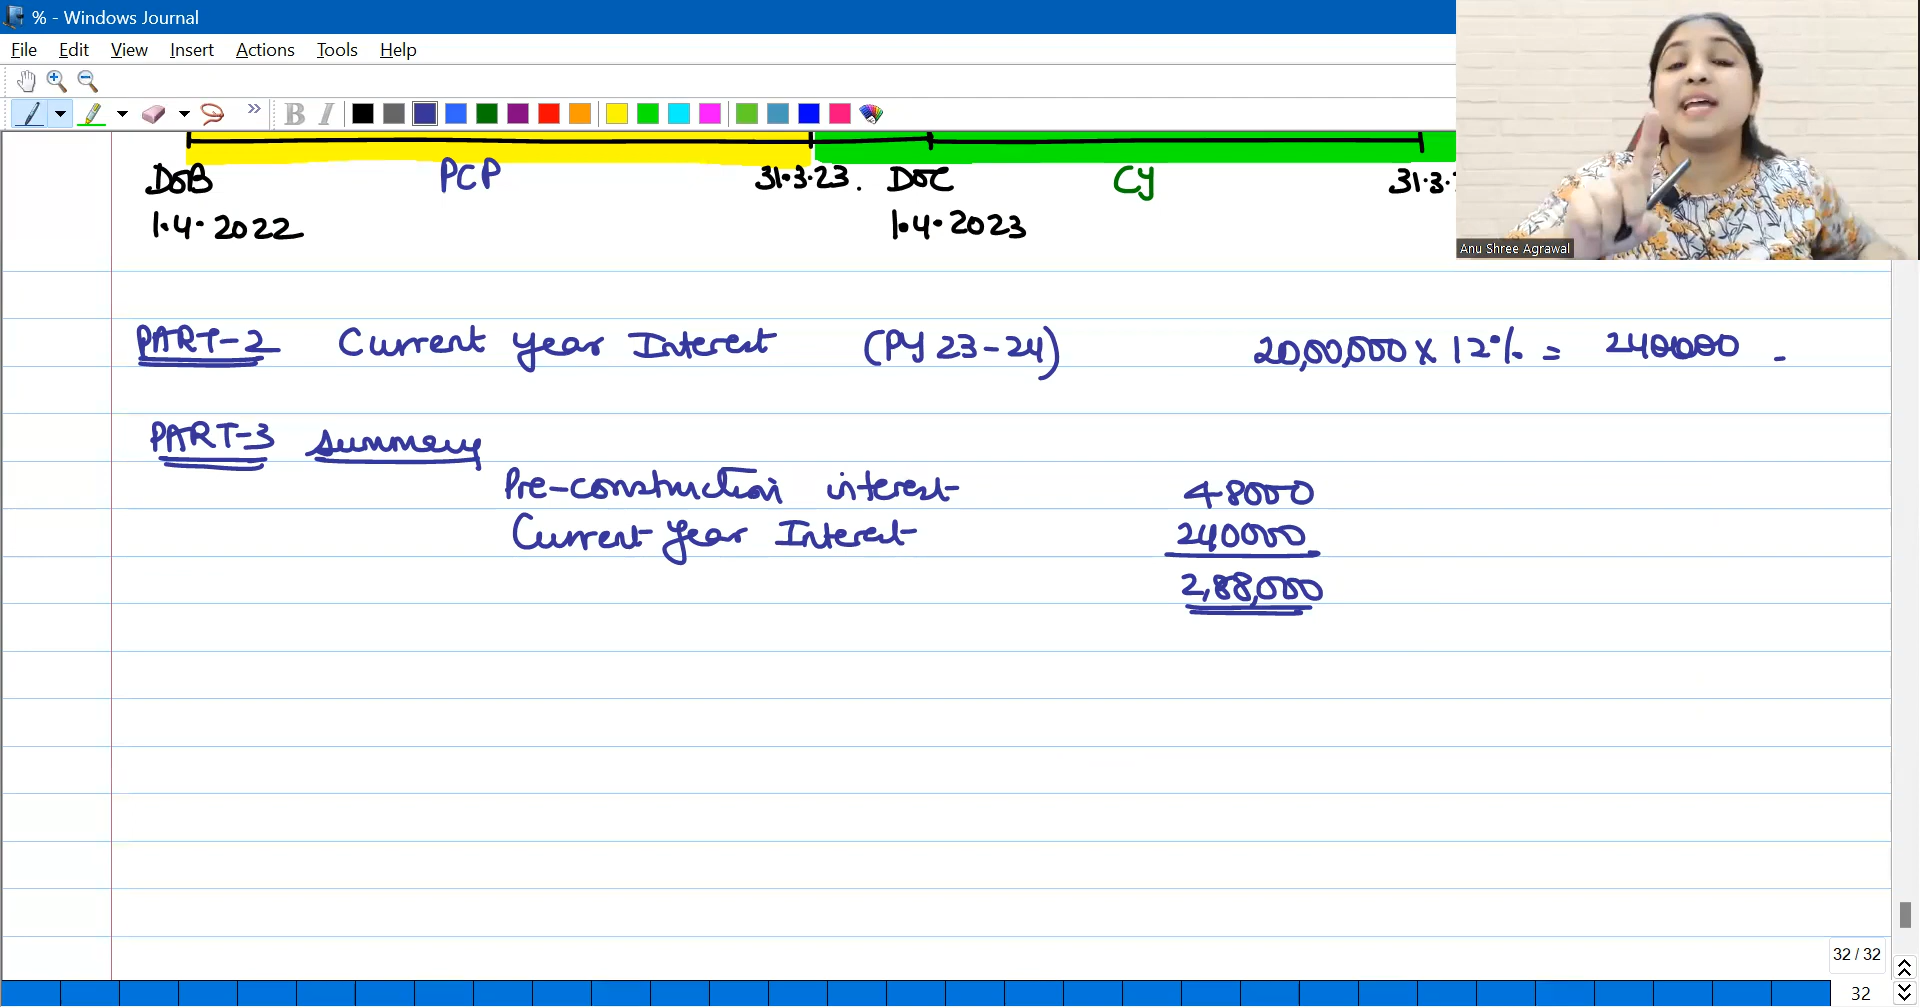 % - Windows Journal
File Edit View Insert Actions Tools Help
» B I
DOB PCP 31.3.23. DOC CY 31.3.
1.4.2022 1.4.2023
Anu Shree Agrawal
PART-2 Current year Interest (PY 23-24) 20,00,000 x 12% = 240000 -
PART-3 Summery
Pre-construction interest 48000
Current year Interest 240000
2,88,000
32 / 32
32